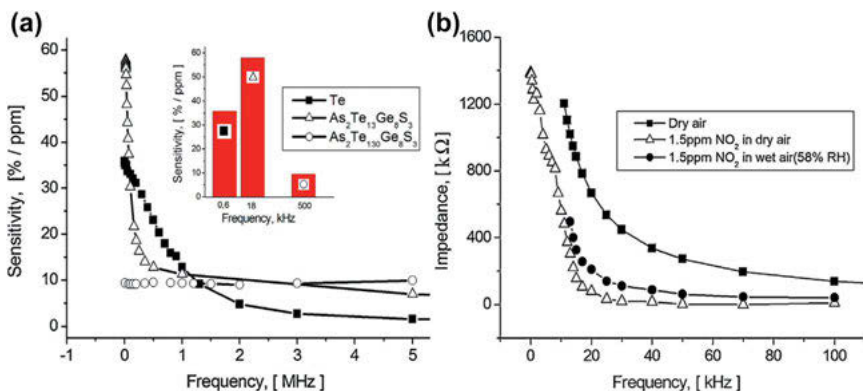 (a)
60
50
40
30
20
10
0
Sensitivity, [% / ppm]
-1 0 1 2 3 4 5
Frequency, [ MHz ]
60
50
40
30
20
10
0
Sensitivity, [ % / ppm ]
0,6 18 500
Frequency, kHz
Te
As2Te13Ge8S3
As2Te130Ge8S3
(b)
1600
1200
800
400
0
Impedance, [ kΩ ]
0 20 40 60 80 100
Frequency, [ kHz]
Dry air
1.5ppm NO2 in dry air
1.5ppm NO2 in wet air(58% RH)